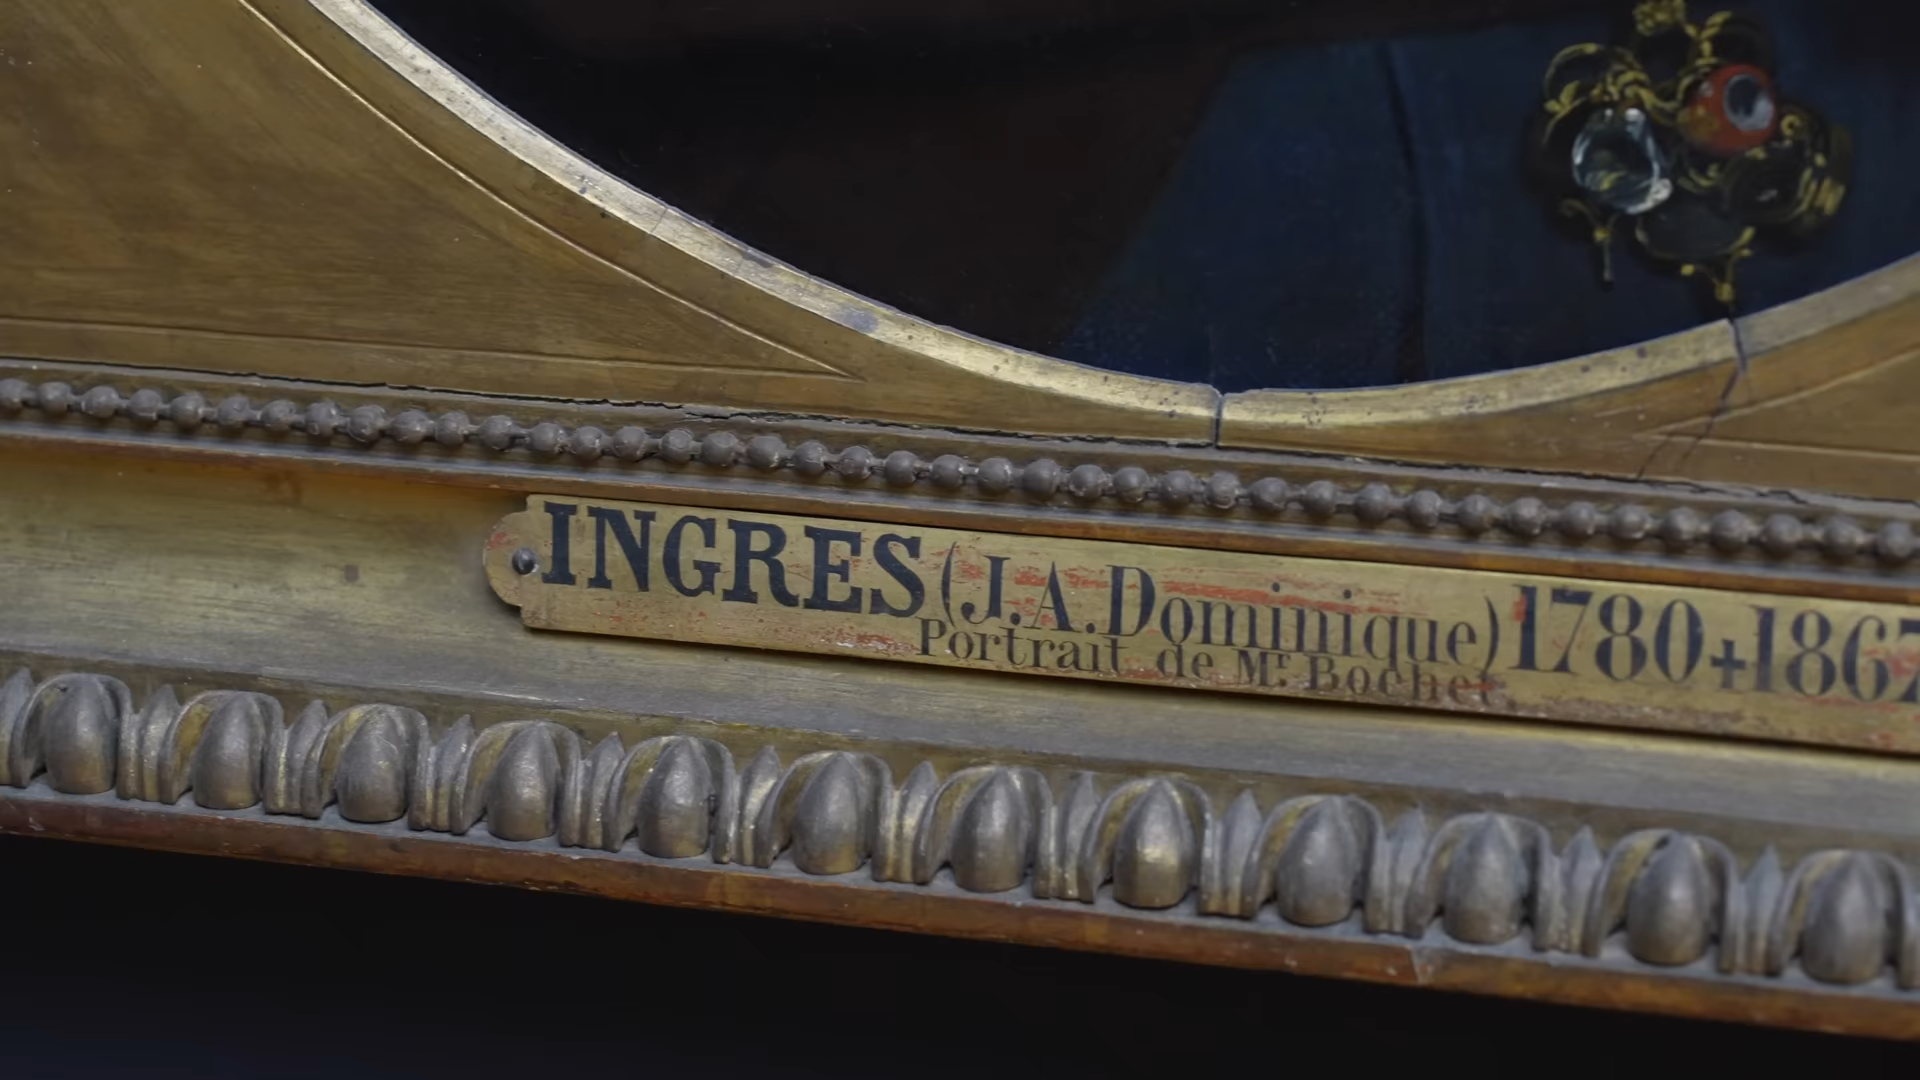 INGRES (J.A.Dominique) 1780+1867
Portrait de Mr. Bochet